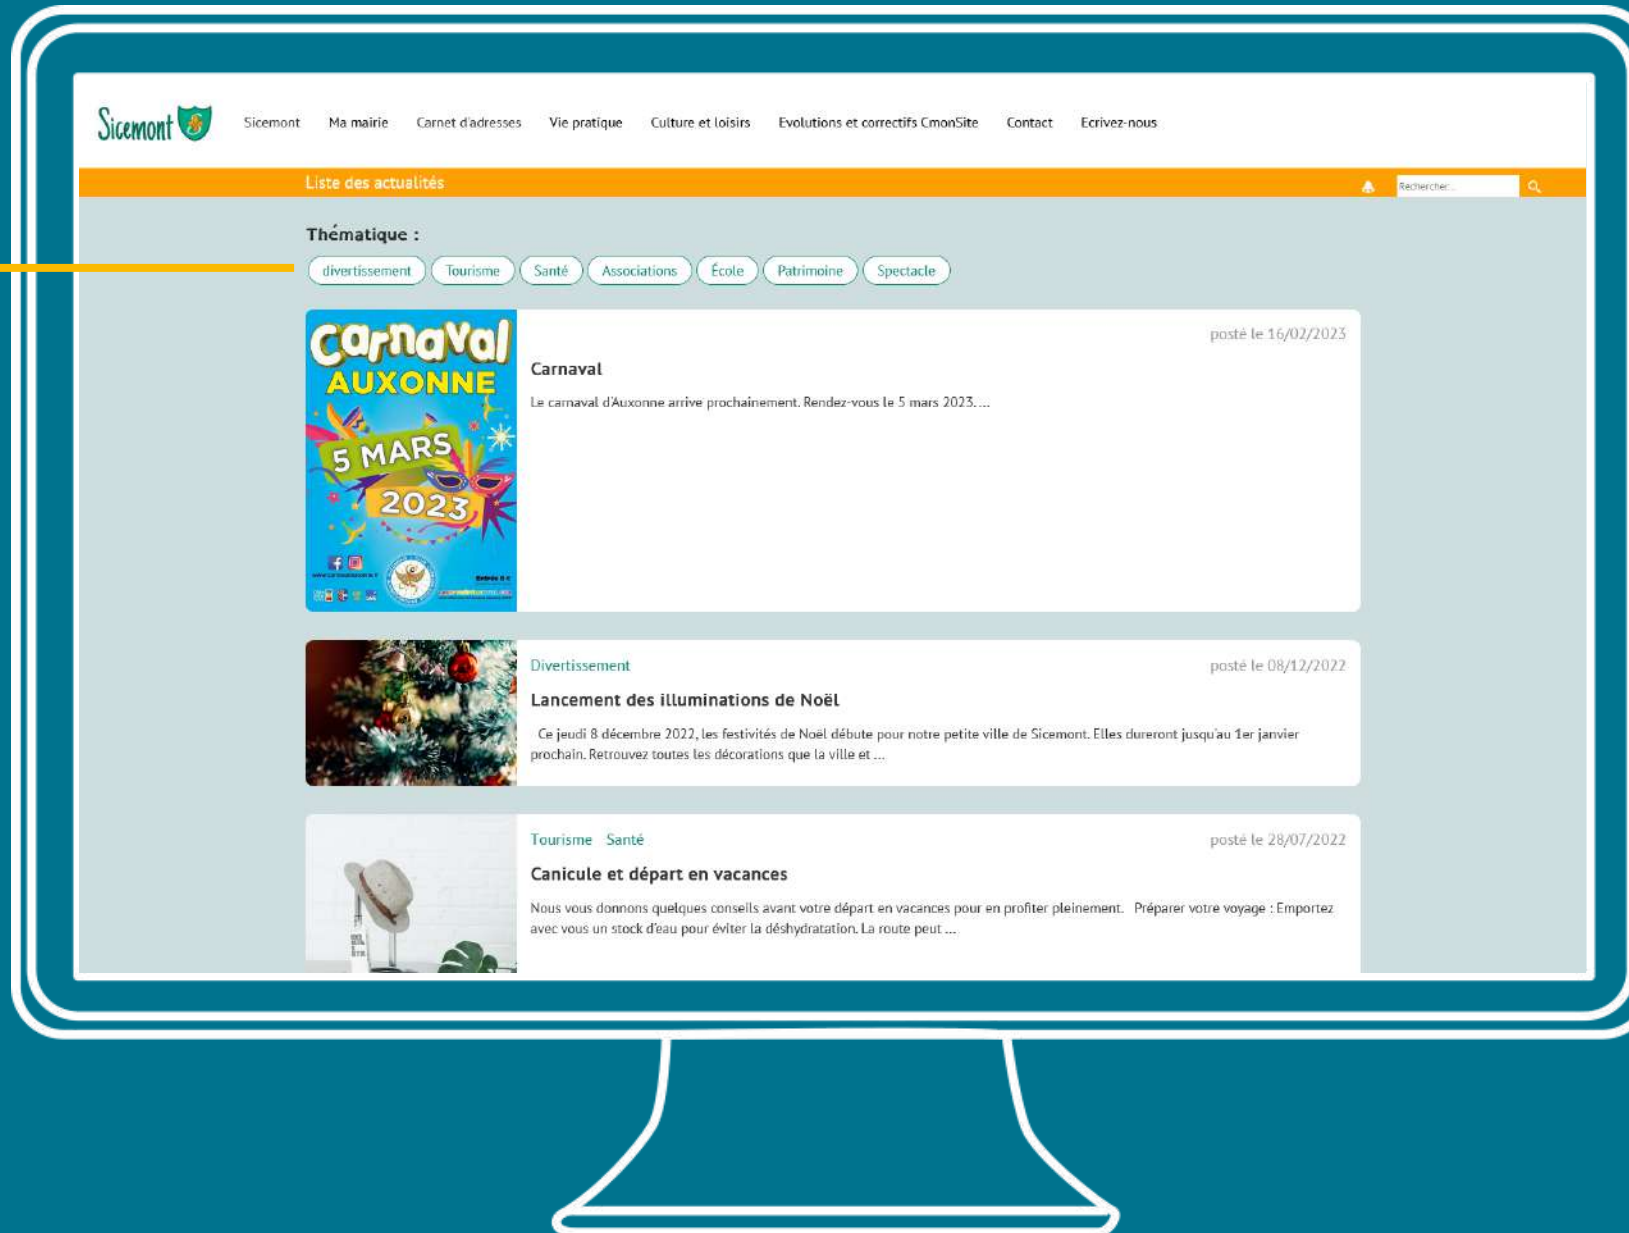 Sicemont
Sicemont Ma mairie Carnet d'adresses Vie pratique Culture et loisirs Evolutions et correctifs CmonSite Contact Ecrivez-nous
Liste des actualités
Rechercher...
Thématique :
divertissement Tourisme Santé Associations École Patrimoine Spectacle
Carnaval
AUXONNE
5 MARS
2023
posté le 16/02/2023
Carnaval
Le carnaval d'Auxonne arrive prochainement. Rendez-vous le 5 mars 2023. ...
Divertissement
posté le 08/12/2022
Lancement des illuminations de Noël
Ce jeudi 8 décembre 2022, les festivités de Noël débute pour notre petite ville de Sicemont. Elles dureront jusqu'au 1er janvier
prochain. Retrouvez toutes les décorations que la ville et ...
Tourisme Santé
posté le 28/07/2022
Canicule et départ en vacances
Nous vous donnons quelques conseils avant votre départ en vacances pour en profiter pleinement. Préparer votre voyage : Emportez
avec vous un stock d'eau pour éviter la déshydratation. La route peut ...